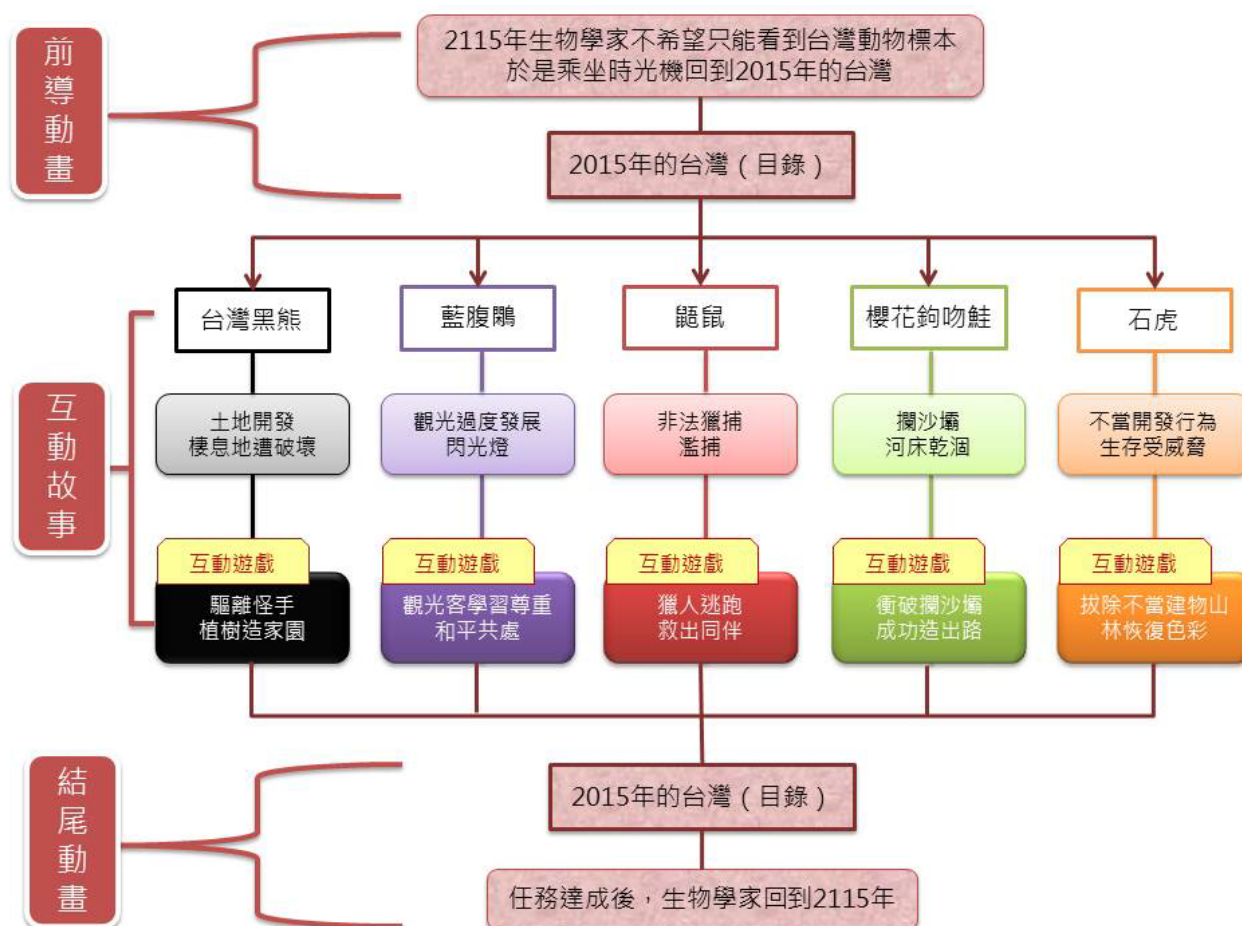 前導動畫
2115年生物學家不希望只能看到台灣動物標本
於是乘坐時光機回到2015年的台灣
2015年的台灣（目錄）
互動故事
台灣黑熊
藍腹鷴
鼯鼠
櫻花鉤吻鮭
石虎
土地開發
棲息地遭破壞
觀光過度發展
閃光燈
非法獵捕
濫捕
攔沙壩
河床乾涸
不當開發行為
生存受威脅
互動遊戲
驅離怪手
植樹造家園
互動遊戲
觀光客學習尊重
和平共處
互動遊戲
獵人逃跑
救出同伴
互動遊戲
衝破攔沙壩
成功造出路
互動遊戲
拔除不當建物山
林恢復色彩
結尾動畫
2015年的台灣（目錄）
任務達成後，生物學家回到2115年